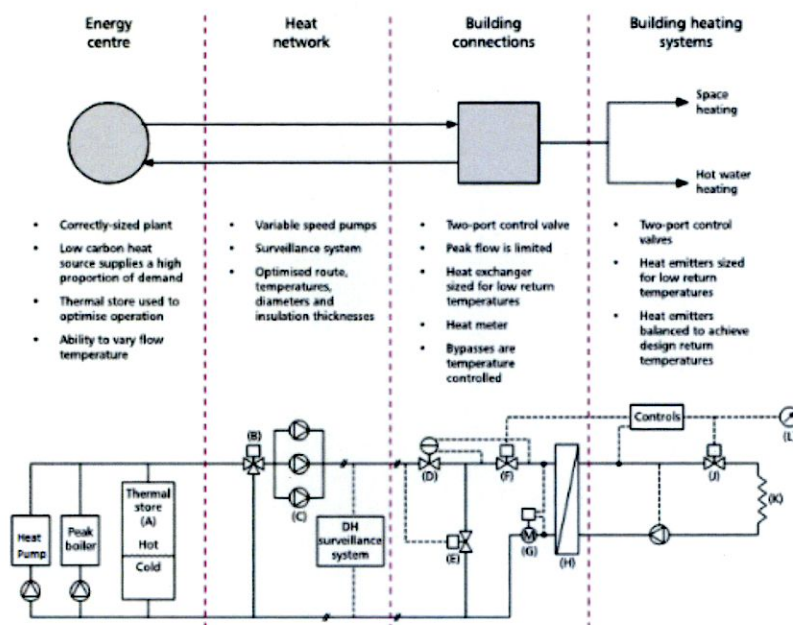 Energy
centre
Heat
network
Building
connections
Building heating
systems
Space
heating
Hot water
heating
• Correctly-sized plant
• Low carbon heat
source supplies a high
proportion of demand
• Thermal store used to
optimise operation
• Ability to vary flow
temperature
• Variable speed pumps
• Surveillance system
• Optimised route,
temperatures,
diameters and
insulation thicknesses
• Two-port control valve
• Peak flow is limited
• Heat exchanger
sized for low return
temperatures
• Heat meter
• Bypasses are
temperature
controlled
• Two-port control
valves
• Heat emitters sized
for low return
temperatures
• Heat emitters
balanced to achieve
design return
temperatures
Heat
Pump
Peak
boiler
Thermal
store
(A)
Hot
Cold
(B)
(C)
DH
surveillance
system
(D)
(E)
(F)
M
(G)
(H)
Controls
(J)
(K)
(L)